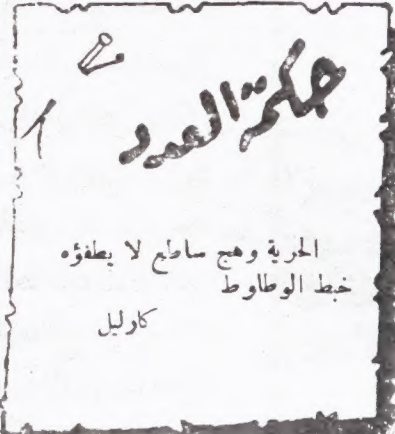 حكمة العدد
الحرية وهج ساطع لا يطفؤه
خبط الوطاوط
كارليل